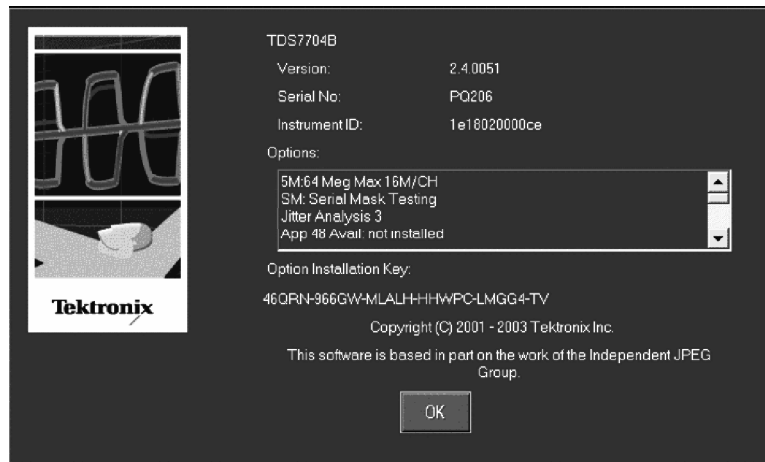 TDS7704B
Version: 2.4.0051
Serial No: PQ206
Instrument ID: 1e18020000ce
Options:
5M:64 Meg Max 16M/CH
SM: Serial Mask Testing
Jitter Analysis 3
App 48 Avail: not installed
Option Installation Key:
46QRN-966GW-MLALH-HHWPC-LMGG4-TV
Tektronix
Copyright (C) 2001 - 2003 Tektronix Inc.
This software is based in part on the work of the Independent JPEG
Group.
OK